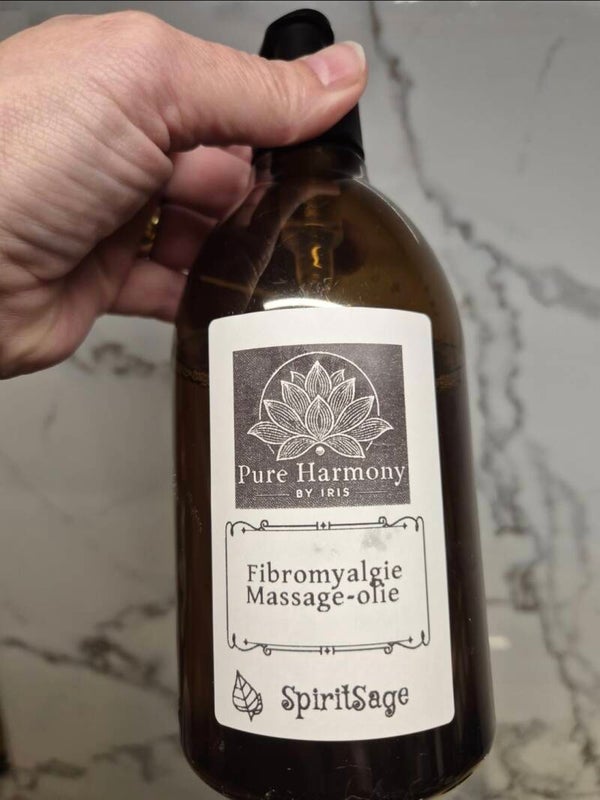 Pure Harmony
BY IRIS
Fibromyalgie
Massage-olie
SpiritSage